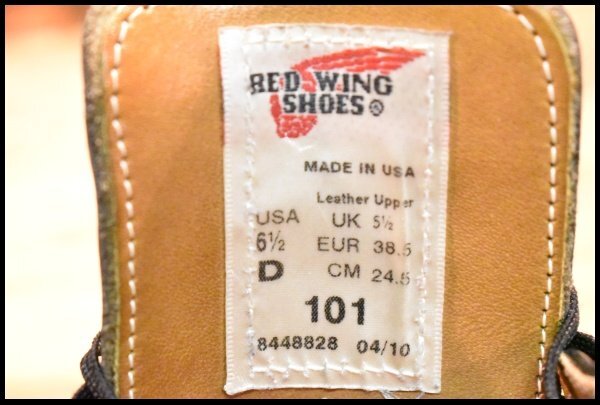 RED WING
SHOES ®
MADE IN USA
Leather Upper
USA UK 5½
6½ EUR 38.5
D CM 24.5
101
8448828 04/10